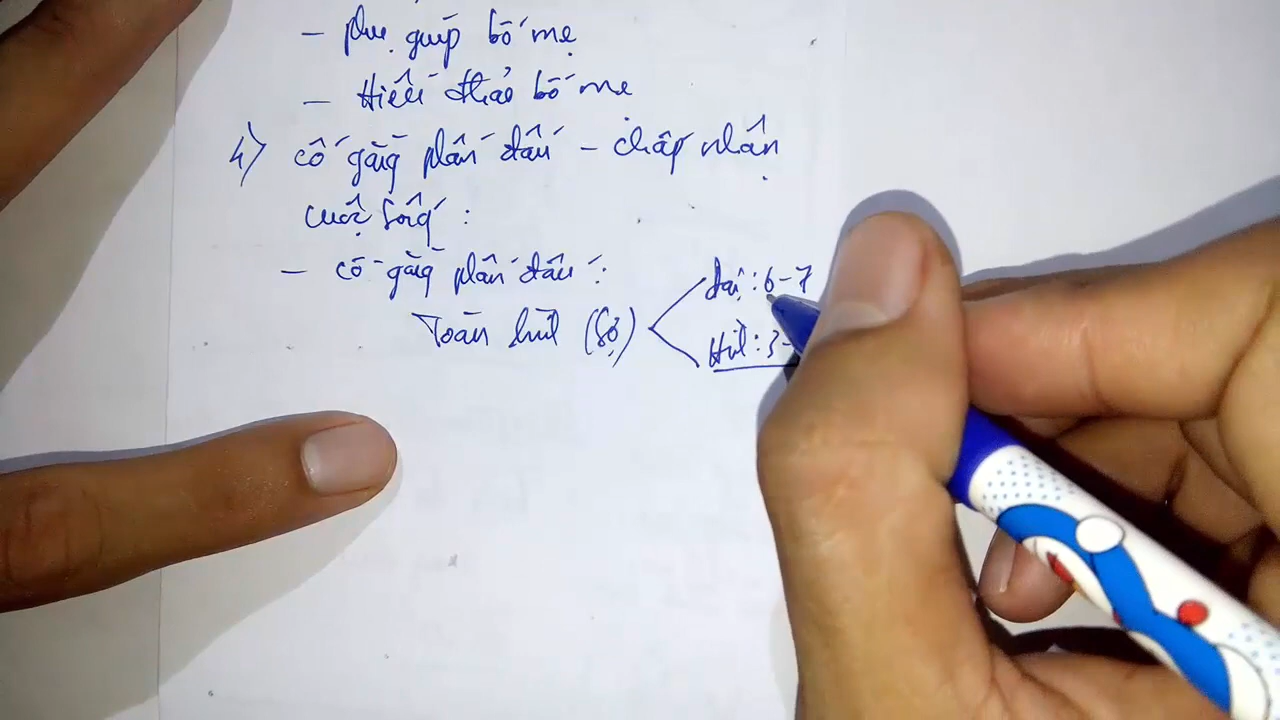 - phụ giúp bố mẹ
- Hiếu thảo bố mẹ
4) cố gắng phấn đấu - chấp nhận
cuộc sống :
- cố gắng phấn đấu :
Toán hình (sợ)
đại : 6-7
Hình : 3-